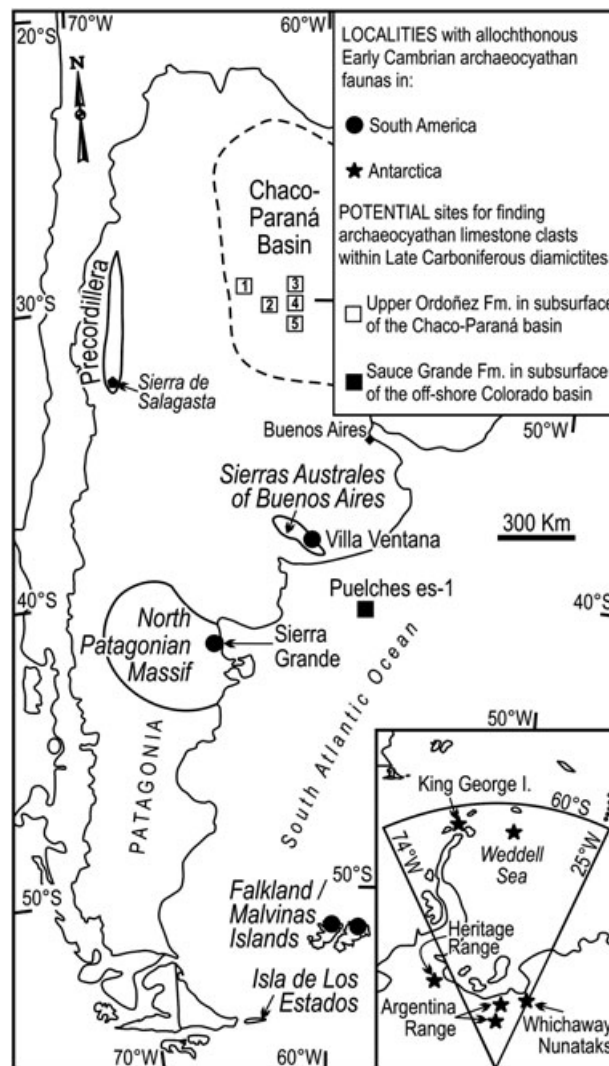 70°W
60°W
20°S
N
LOCALITIES with allochthonous
Early Cambrian archaeocyathan
faunas in:
South America
Antarctica
POTENTIAL sites for finding
archaeocyathan limestone clasts
within Late Carboniferous diamictites:
Upper Ordoñez Fm. in subsurface
of the Chaco-Paraná basin
Sauce Grande Fm. in subsurface
of the off-shore Colorado basin
Chaco-
Paraná
Basin
1
3
2
4
5
30°S
Precordillera
Sierra de
Salagasta
Buenos Aires
50°W
Sierras Australes
of Buenos Aires
Villa Ventana
300 Km
Puelches es-1
40°S
40°S
North
Patagonian
Massif
Sierra
Grande
PATAGONIA
South Atlantic Ocean
50°S
50°S
Falkland /
Malvinas
Islands
Isla de Los
Estados
70°W
60°W
50°W
King George I.
60°S
74°W
Weddell
Sea
25°W
Heritage
Range
Argentina
Range
Whichaway
Nunataks